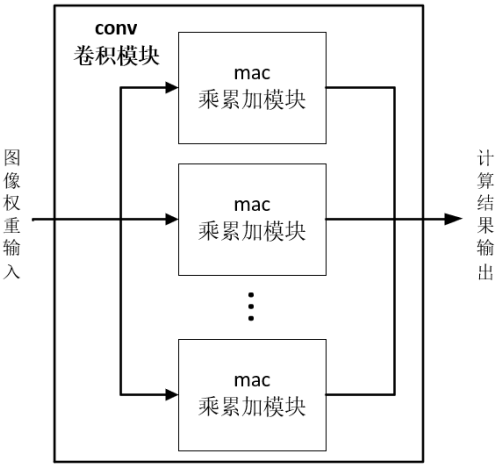 conv
卷积模块
mac
乘累加模块
图像权重输入
mac
乘累加模块
计算结果输出
mac
乘累加模块